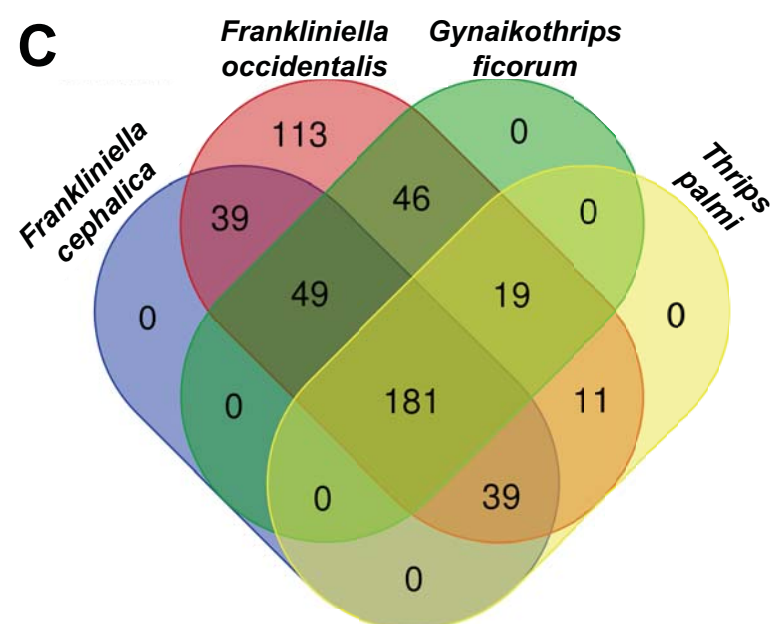 C
Frankliniella
occidentalis
Gynaikothrips
ficorum
Frankliniella
cephalica
Thrips
palmi
113
0
39
46
0
49
19
0
0
0
181
11
0
39
0